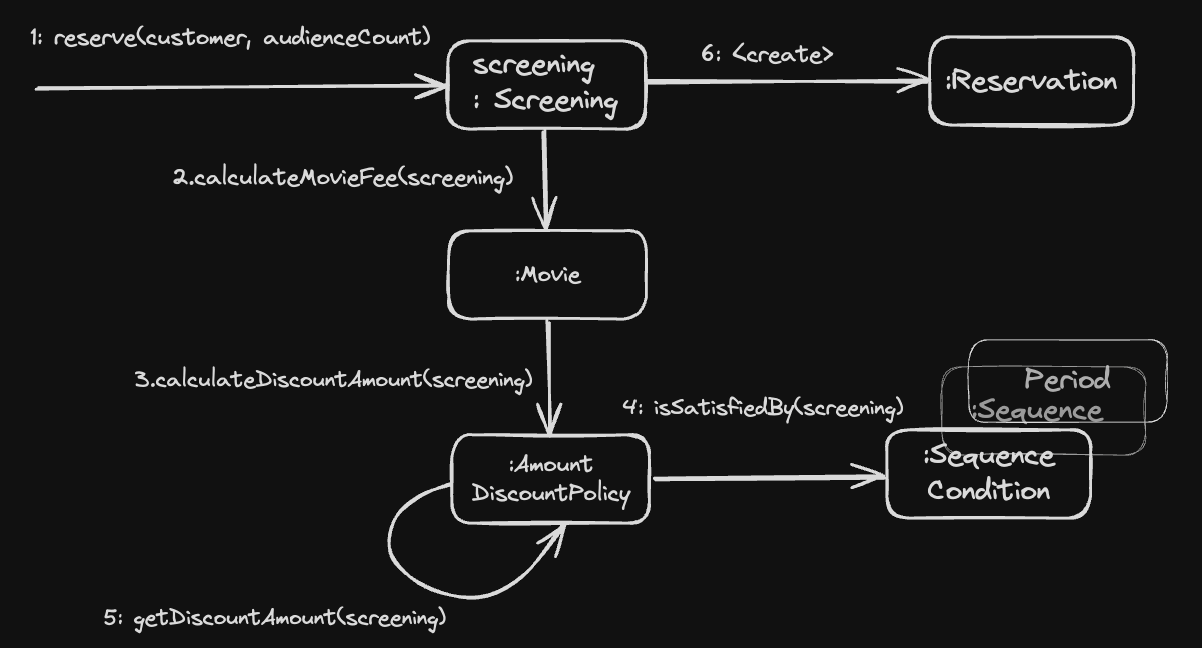 1: reserve(customer, audienceCount)
screening
: Screening
6: <create>
:Reservation
2.calculateMovieFee(screening)
:Movie
3.calculateDiscountAmount(screening)
4: isSatisfiedBy(screening)
Period
:Sequence
:Amount
DiscountPolicy
:Sequence
Condition
5: getDiscountAmount(screening)